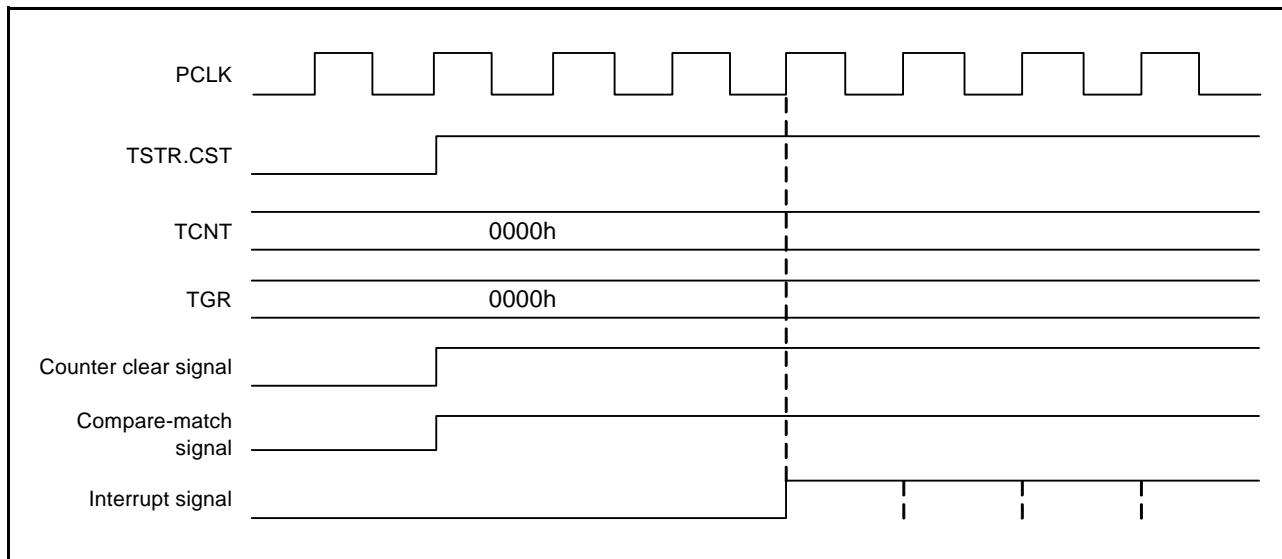 PCLK
TSTR.CST
TCNT
0000h
TGR
0000h
Counter clear signal
Compare-match
signal
Interrupt signal